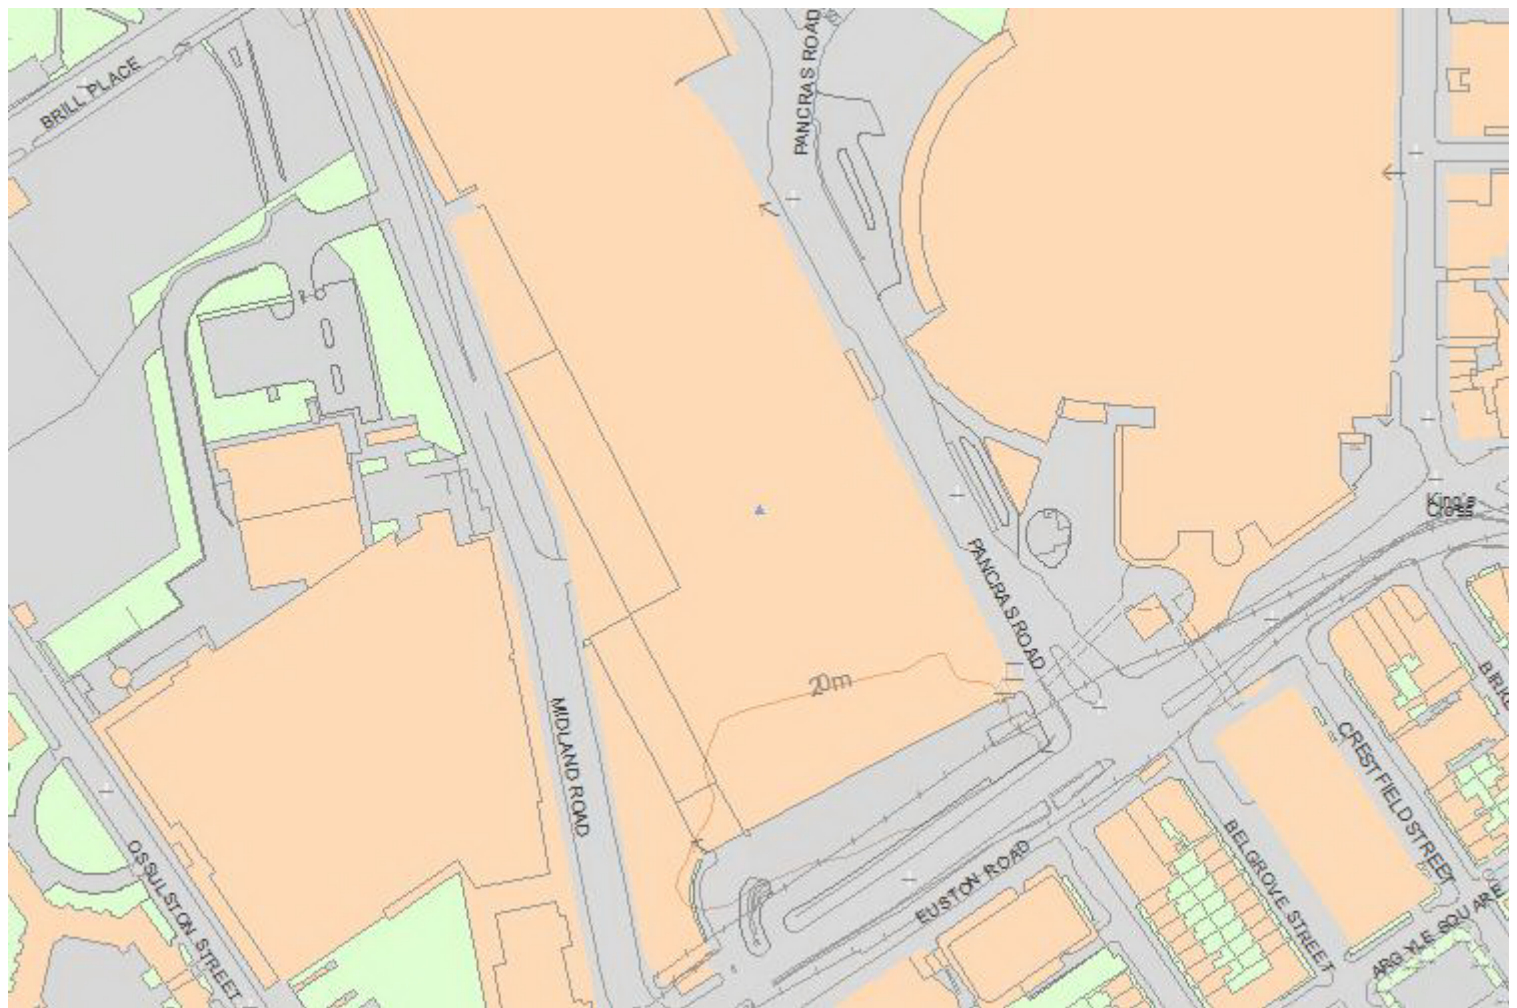 PANCRAS ROAD
BRILL PLACE
King's
Cross
PANCRAS ROAD
20m
MIDLAND ROAD
CRESTFIELD STREET
OSSULSTON STREET
EUSTON ROAD
BELGROVE STREET
ARGYLE SQUARE